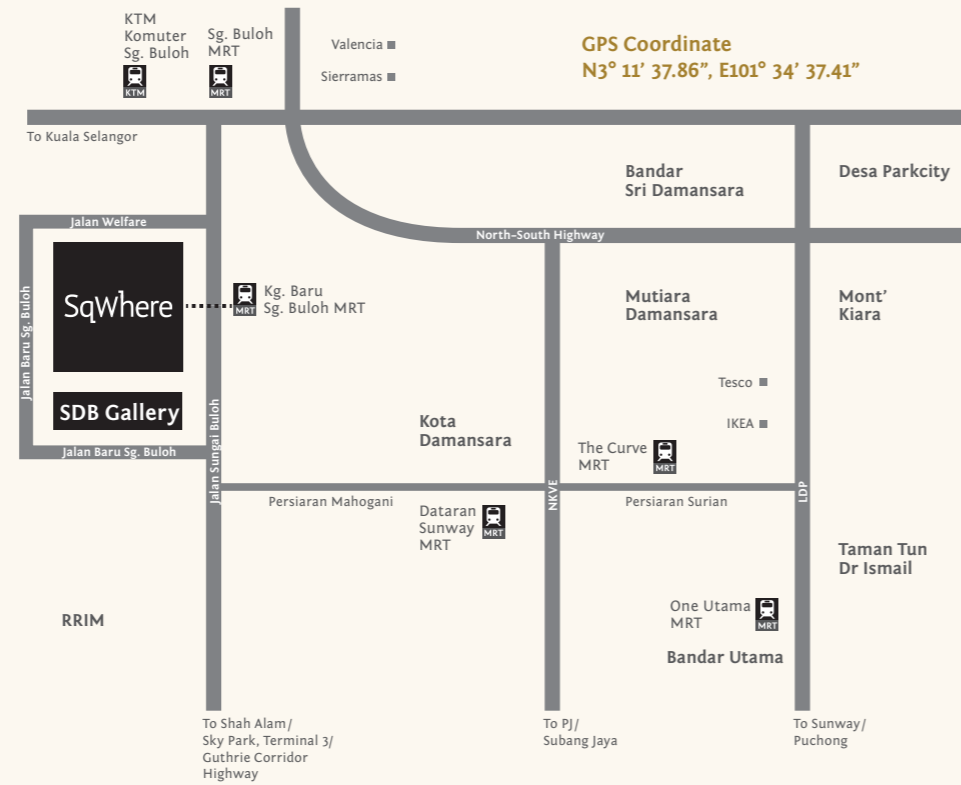 KTM
Komuter
Sg. Buloh
KTM
Sg. Buloh
MRT
MRT
Valencia
Sierramas
GPS Coordinate
N3° 11' 37.86”, E101° 34' 37.41”
To Kuala Selangor
Bandar
Sri Damansara
Desa Parkcity
Jalan Welfare
North-South Highway
SqWhere
Jalan Baru Sg. Buloh
MRT
Kg. Baru
Sg. Buloh MRT
Mutiara
Damansara
Mont'
Kiara
Tesco
IKEA
SDB Gallery
Jalan Sungai Buloh
Kota
Damansara
The Curve
MRT
MRT
Jalan Baru Sg. Buloh
Persiaran Mahogani
NKVE
Persiaran Surian
LDP
Dataran
Sunway
MRT
MRT
Taman Tun
Dr Ismail
RRIM
One Utama
MRT
MRT
Bandar Utama
To Shah Alam/
Sky Park, Terminal 3/
Guthrie Corridor
Highway
To PJ/
Subang Jaya
To Sunway/
Puchong